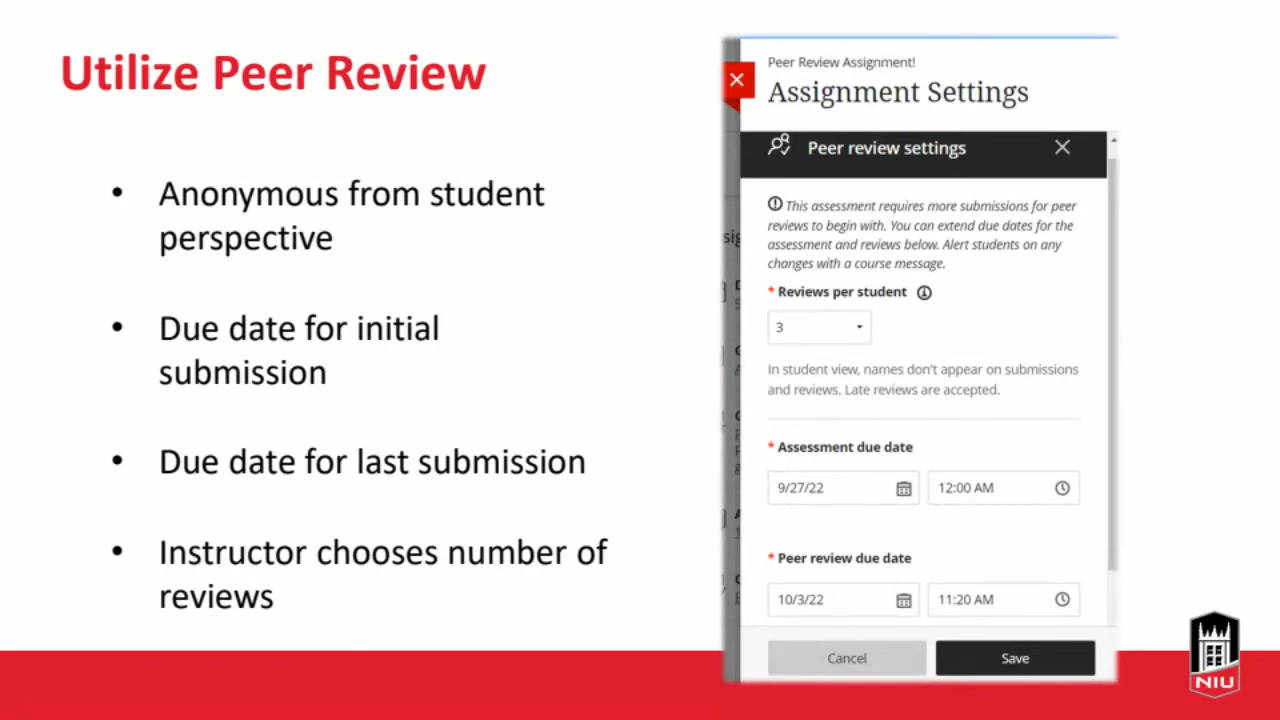 Utilize Peer Review
• Anonymous from student
perspective
• Due date for initial
submission
• Due date for last submission
• Instructor chooses number of
reviews
Peer Review Assignment!
Assignment Settings
Peer review settings
This assessment requires more submissions for peer
reviews to begin with. You can extend due dates for the
assessment and reviews below. Alert students on any
changes with a course message.
* Reviews per student
3
In student view, names don't appear on submissions
and reviews. Late reviews are accepted.
* Assessment due date
9/27/22 12:00 AM
* Peer review due date
10/3/22 11:20 AM
Cancel Save
NIU